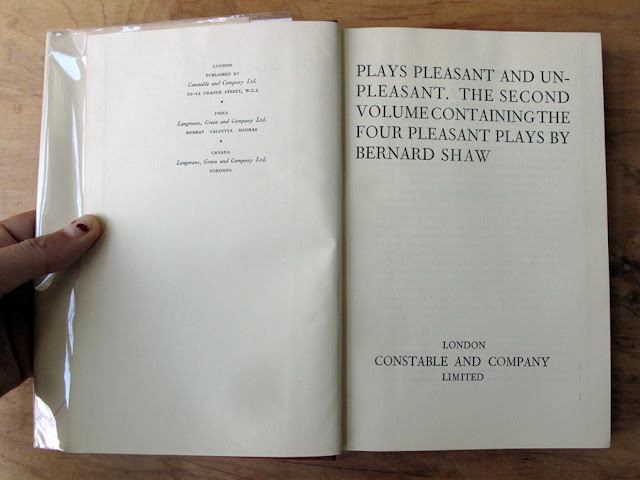 LONDON
PUBLISHED BY
Constable and Company Ltd.
10-12 ORANGE STREET, W.C.2
•
INDIA
Longmans, Green and Company Ltd.
BOMBAY CALCUTTA MADRAS
•
CANADA
Longmans, Green and Company Ltd.
TORONTO
PLAYS PLEASANT AND UN-
PLEASANT. THE SECOND
VOLUME CONTAINING THE
FOUR PLEASANT PLAYS BY
BERNARD SHAW
LONDON
CONSTABLE AND COMPANY
LIMITED